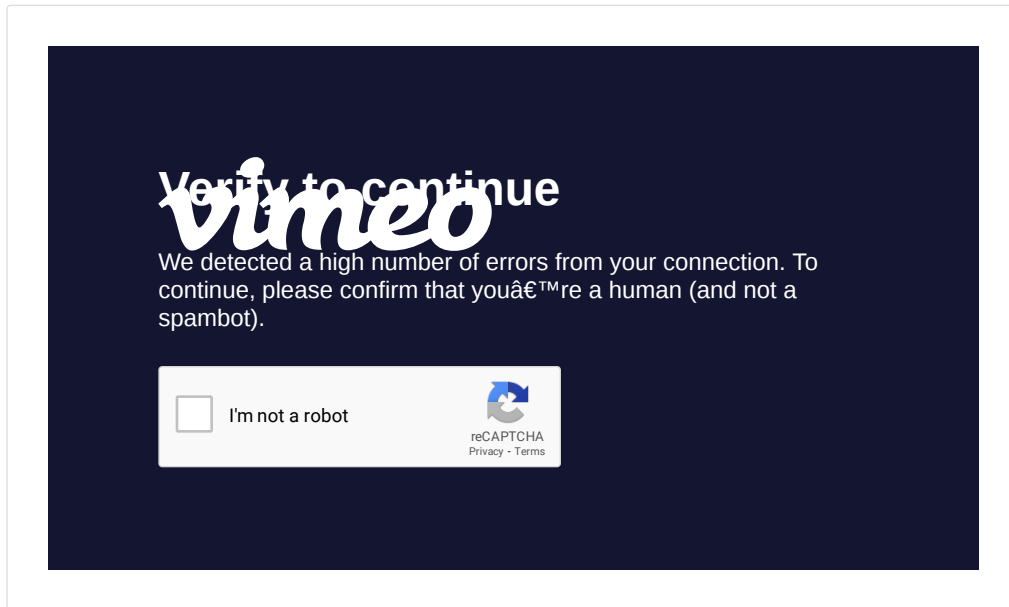 Verify to continue
vimeo
We detected a high number of errors from your connection. To
continue, please confirm that youâ€™re a human (and not a
spambot).
I'm not a robot
reCAPTCHA
Privacy - Terms